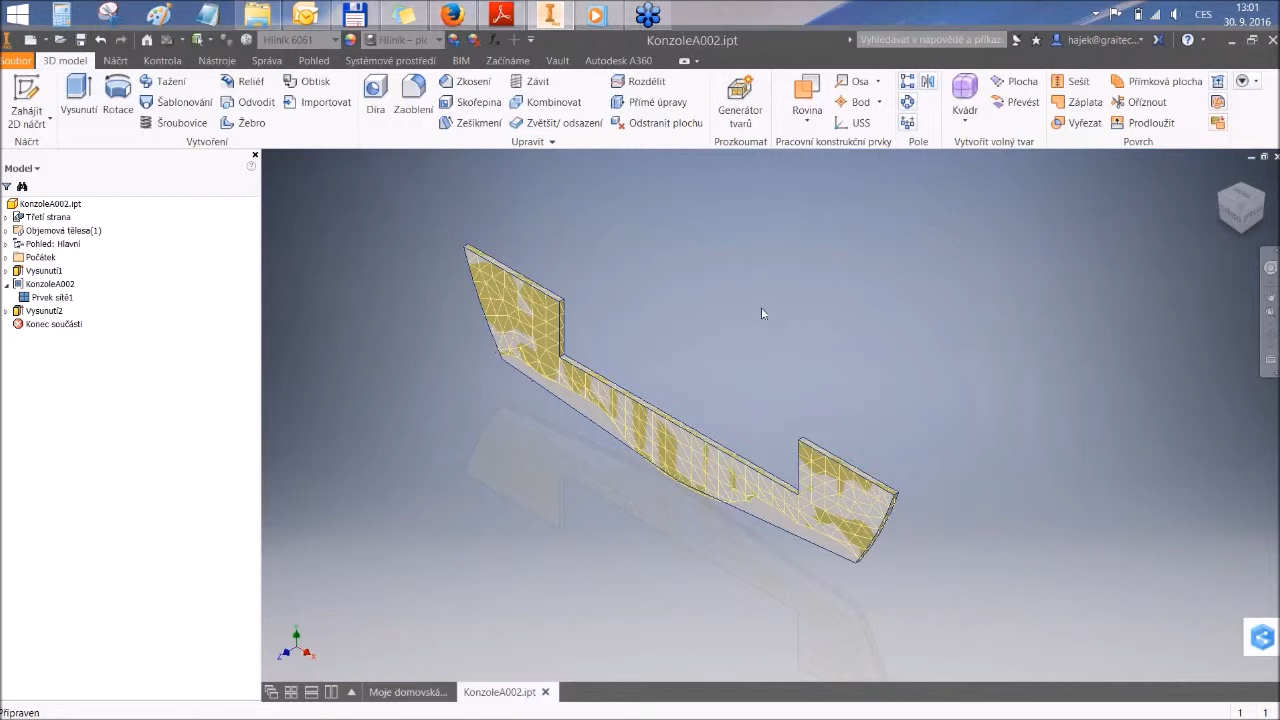 13:01
CES
30. 9. 2016
Hliník 6061
Hliník – plc
KonzoleA002.ipt
Vyhledávat v nápovědě a příkaz
hajek@graitec...
Soubor 3D model Náčrt Kontrola Nástroje Správa Pohled Systémové prostředí BIM Začínáme Vault Autodesk A360
Zahájit
2D náčrt
Vysunutí
Rotace
Tažení
Šablonování
Šroubovice
Reliéf
Odvodit
Žebro
Obtisk
Importovat
Díra
Zaoblení
Zkosení
Skořepina
Zešikmení
Závit
Kombinovat
Zvětšit/ odsazení
Rozdělit
Přímé úpravy
Odstranit plochu
Generátor
tvarů
Rovina
Osa
Bod
USS
Kvádr
Plocha
Převést
Sešít
Záplata
Vyřezat
Přímková plocha
Oříznout
Prodloužit
Náčrt Vytvoření Upravit Prozkoumat Pracovní konstrukční prvky Pole Vytvořit volný tvar Povrch
Model
KonzoleA002.ipt
Třetí strana
Objemová tělesa(1)
Pohled: Hlavní
Počátek
Vysunutí1
KonzoleA002
Prvek sítě1
Vysunutí2
Konec součásti
Z
X
Moje domovská...
KonzoleA002.ipt
Připraven
1 1